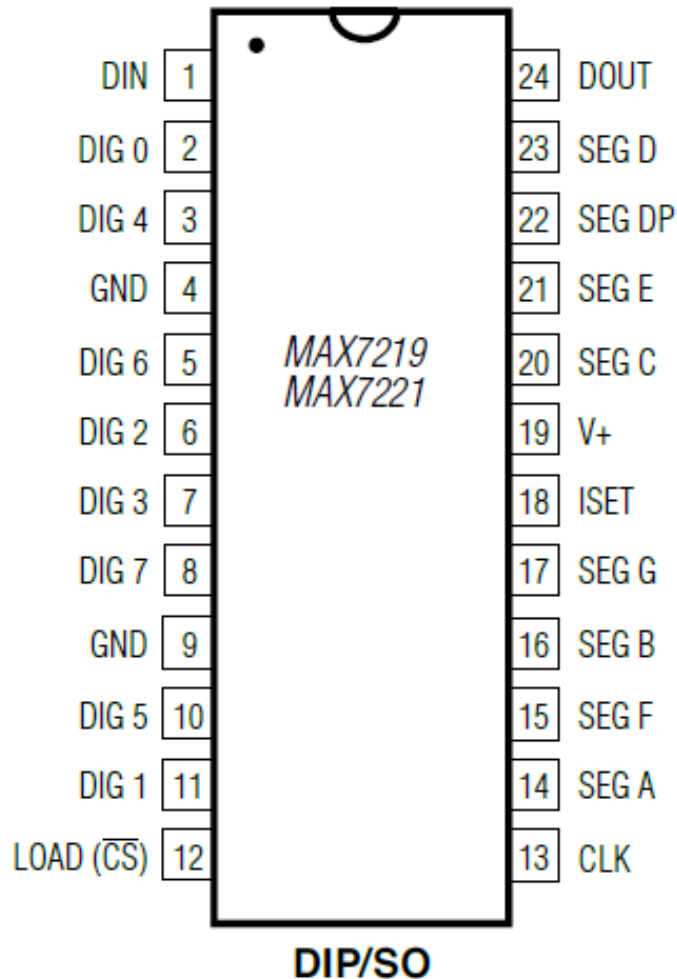 DIN 1
DIG 0 2
DIG 4 3
GND 4
DIG 6 5
DIG 2 6
DIG 3 7
DIG 7 8
GND 9
DIG 5 10
DIG 1 11
LOAD (C̅S̅) 12
MAX7219
MAX7221
24 DOUT
23 SEG D
22 SEG DP
21 SEG E
20 SEG C
19 V+
18 ISET
17 SEG G
16 SEG B
15 SEG F
14 SEG A
13 CLK
DIP/SO